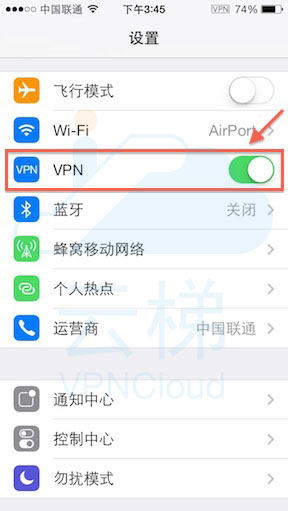 中国联通 下午3:45 VPN 74%
设置
飞行模式
Wi-Fi AirPort
VPN VPN
蓝牙 关闭
蜂窝移动网络
个人热点
运营商 中国联通
云梯
VPNCloud
通知中心
控制中心
勿扰模式